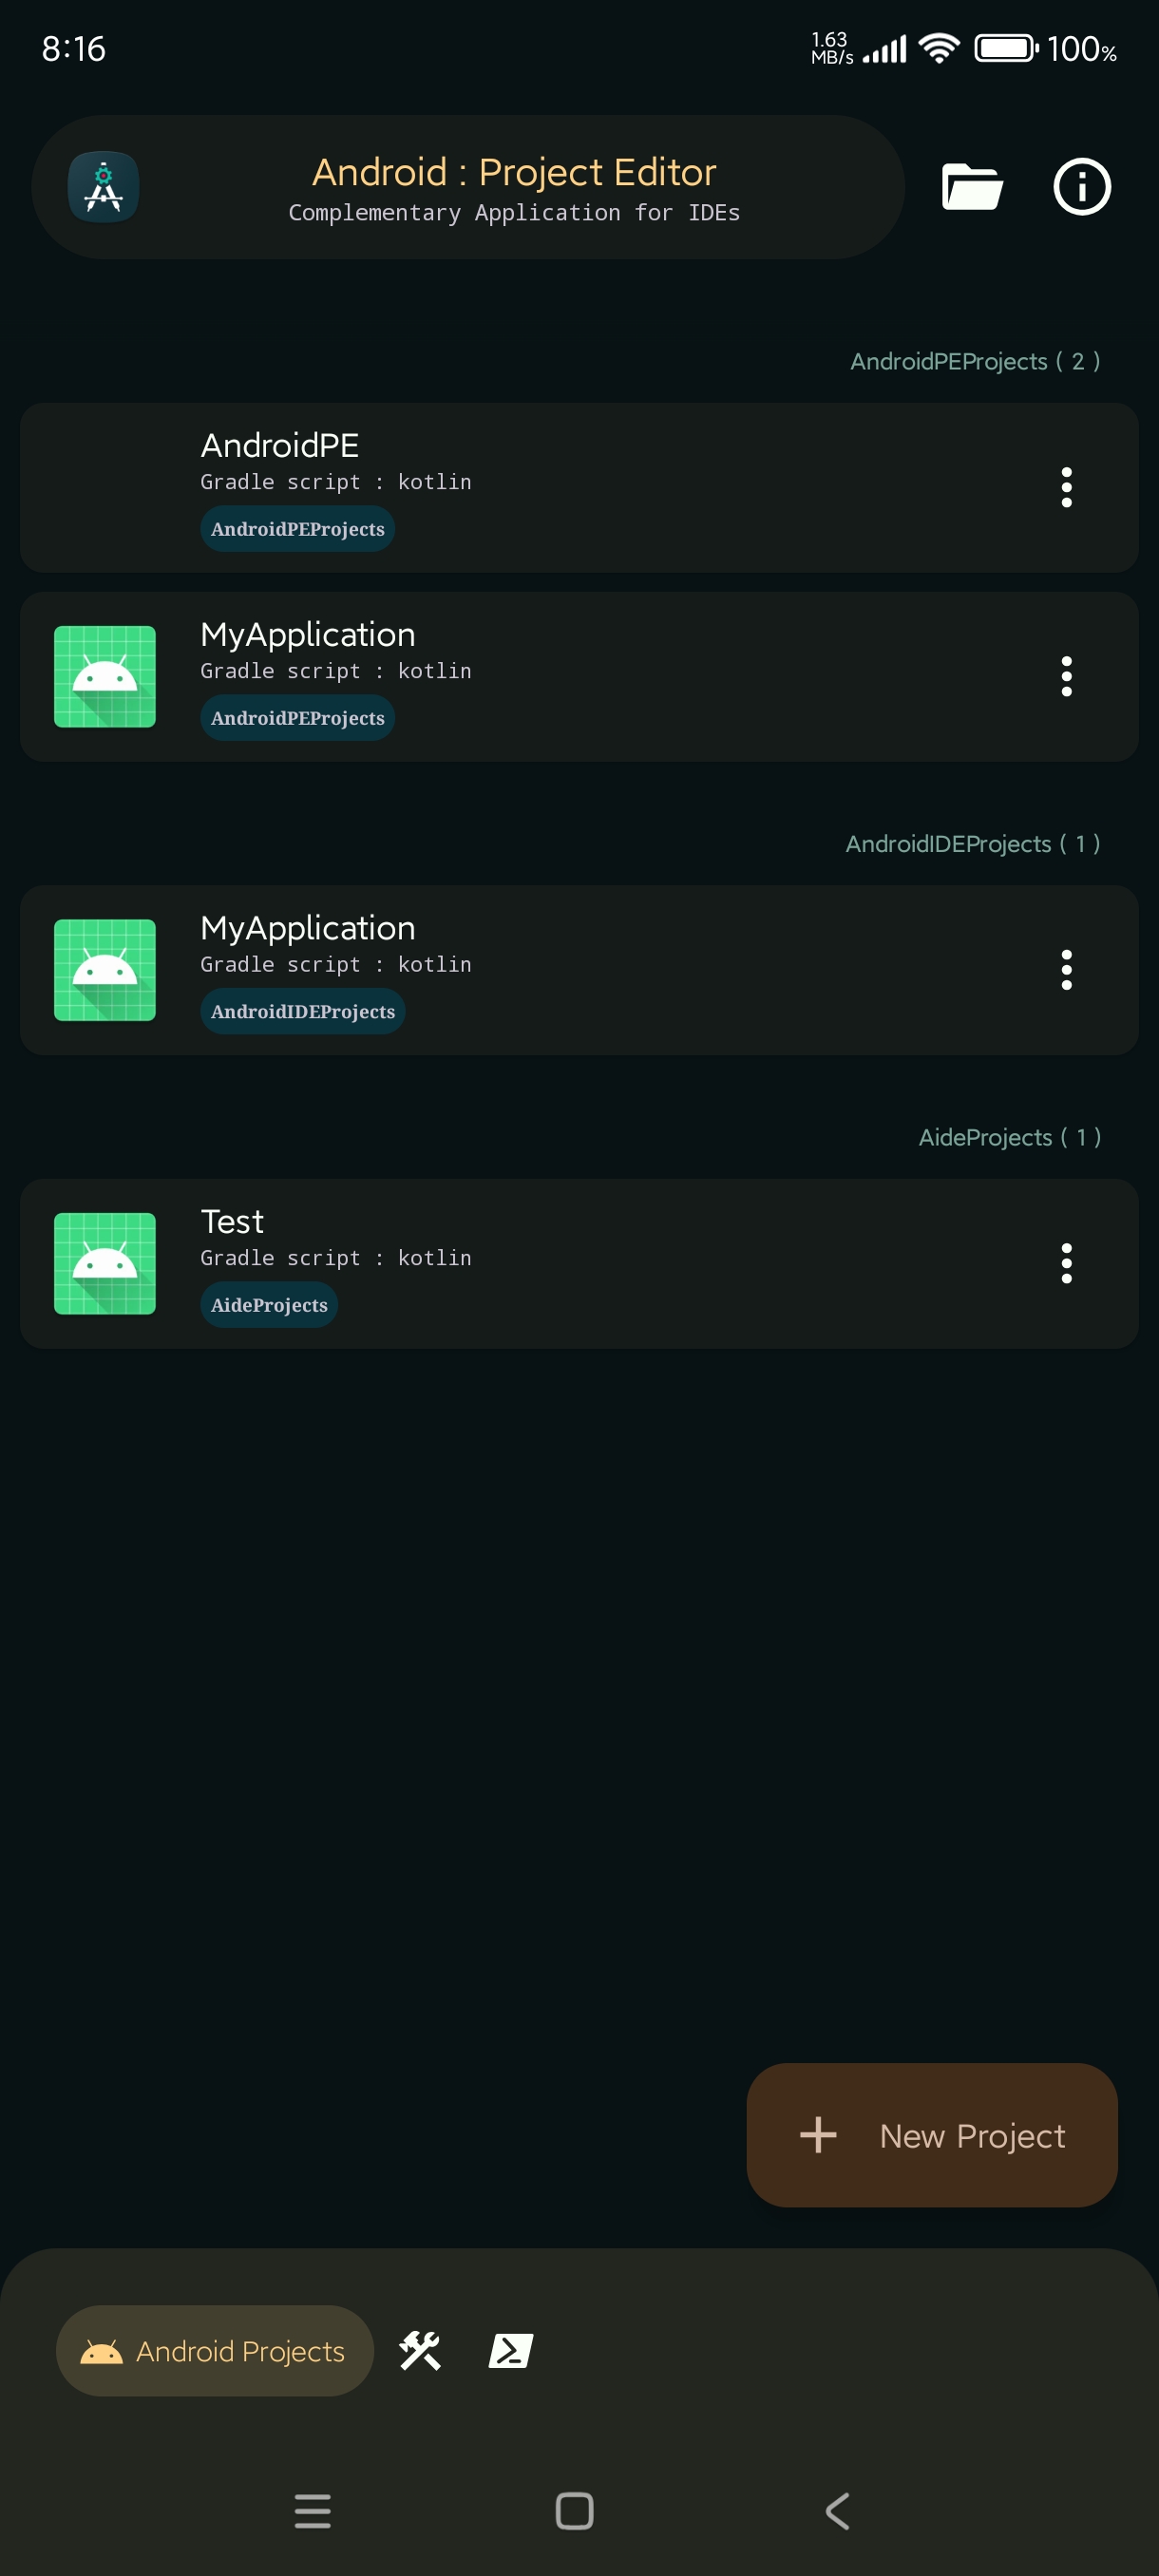 8:16
1.63
MB/s
100%
Android : Project Editor
Complementary Application for IDEs
AndroidPEProjects ( 2 )
AndroidPE
Gradle script : kotlin
AndroidPEProjects
MyApplication
Gradle script : kotlin
AndroidPEProjects
AndroidIDEProjects ( 1 )
MyApplication
Gradle script : kotlin
AndroidIDEProjects
AideProjects ( 1 )
Test
Gradle script : kotlin
AideProjects
New Project
Android Projects